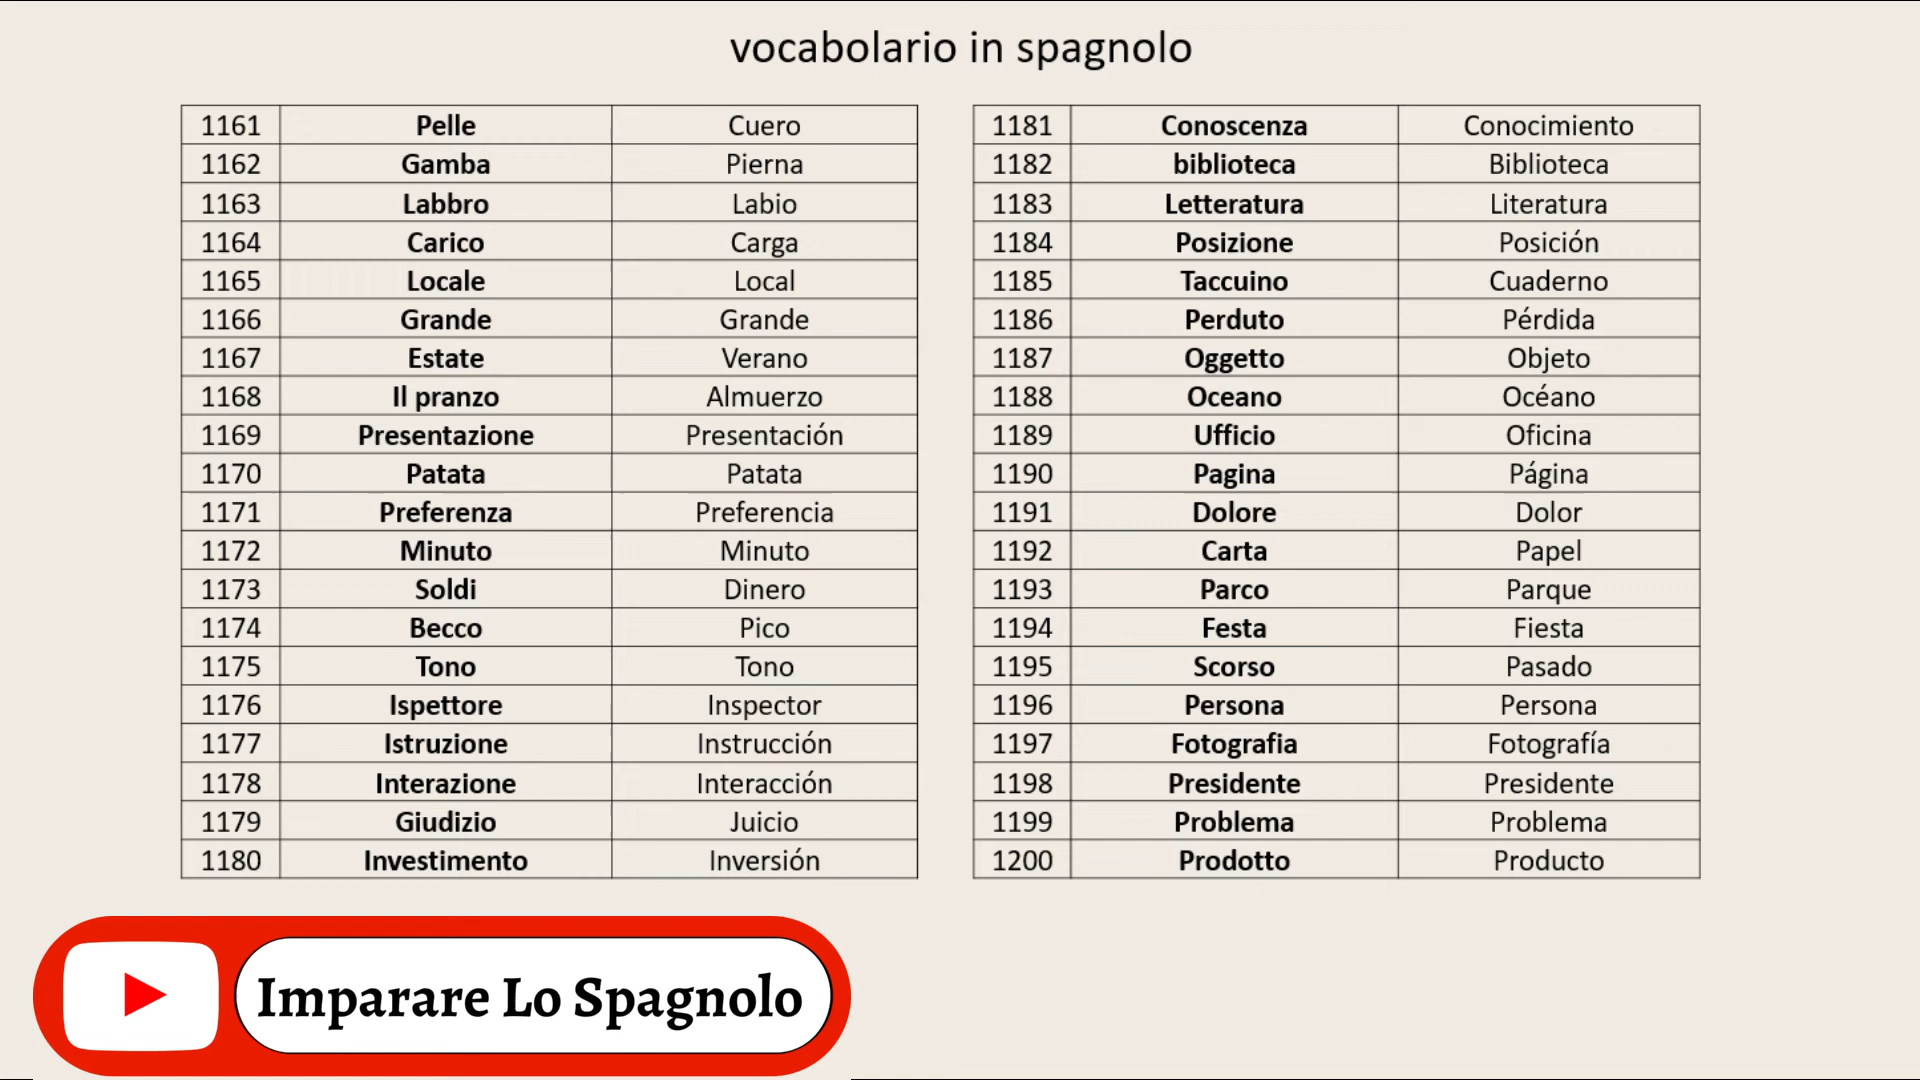 vocabolario in spagnolo
1161 Pelle Cuero
1162 Gamba Pierna
1163 Labbro Labio
1164 Carico Carga
1165 Locale Local
1166 Grande Grande
1167 Estate Verano
1168 Il pranzo Almuerzo
1169 Presentazione Presentación
1170 Patata Patata
1171 Preferenza Preferencia
1172 Minuto Minuto
1173 Soldi Dinero
1174 Becco Pico
1175 Tono Tono
1176 Ispettore Inspector
1177 Istruzione Instrucción
1178 Interazione Interacción
1179 Giudizio Juicio
1180 Investimento Inversión
1181 Conoscenza Conocimiento
1182 biblioteca Biblioteca
1183 Letteratura Literatura
1184 Posizione Posición
1185 Taccuino Cuaderno
1186 Perduto Pérdida
1187 Oggetto Objeto
1188 Oceano Océano
1189 Ufficio Oficina
1190 Pagina Página
1191 Dolore Dolor
1192 Carta Papel
1193 Parco Parque
1194 Festa Fiesta
1195 Scorso Pasado
1196 Persona Persona
1197 Fotografia Fotografía
1198 Presidente Presidente
1199 Problema Problema
1200 Prodotto Producto
Imparare Lo Spagnolo